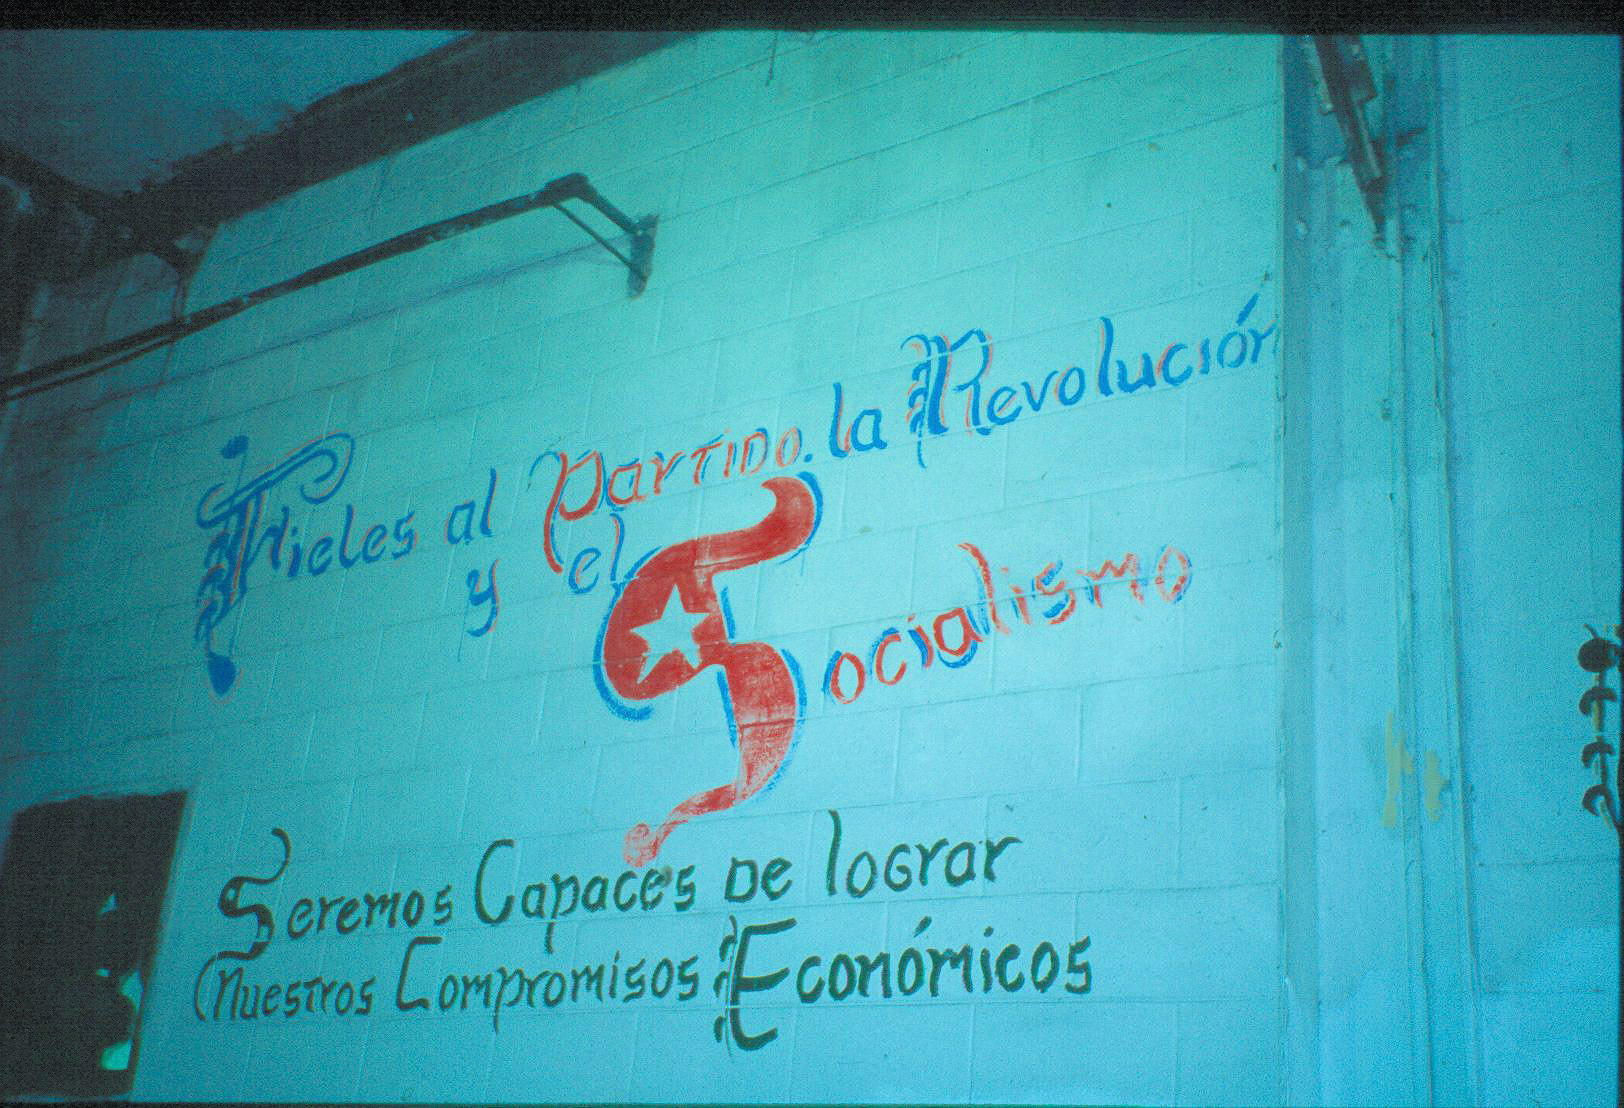 Fieles al Partido. la Revolución
y el Socialismo
Seremos Capaces de lograr
Nuestros Compromisos Económicos